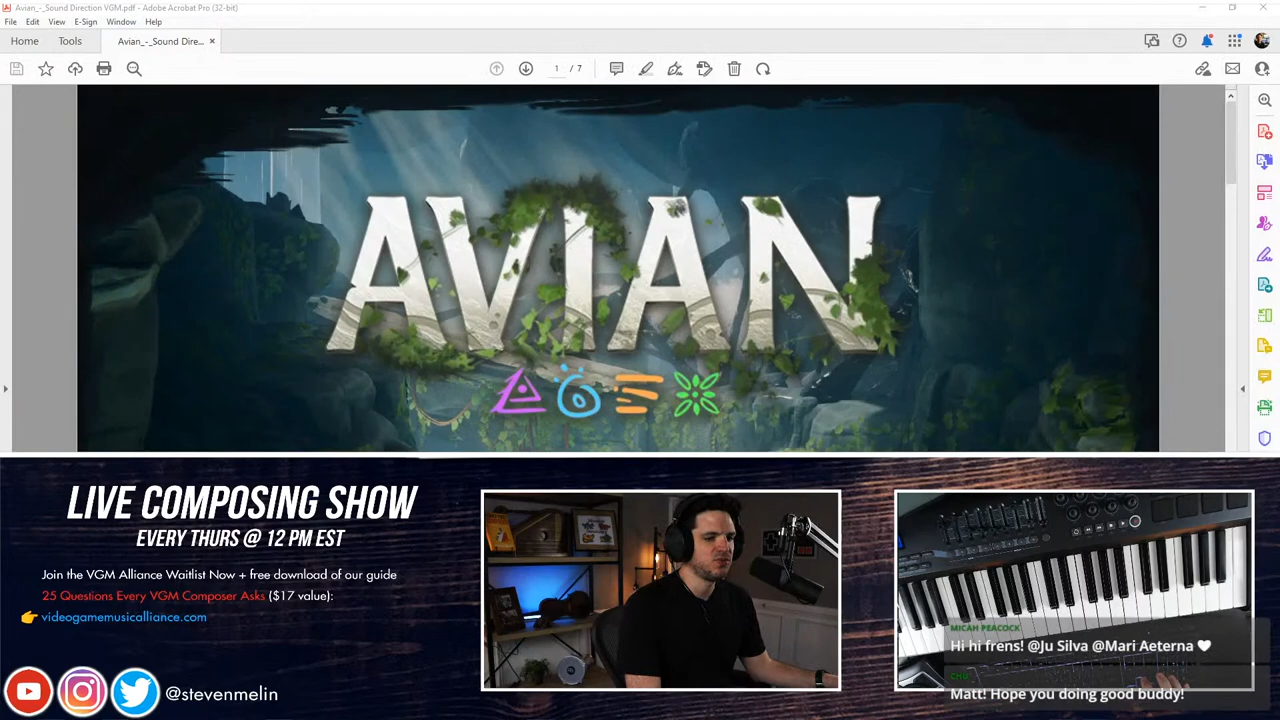 Avian_-_Sound Direction VGM.pdf - Adobe Acrobat Pro (32-bit)
File Edit View E-Sign Window Help
Home Tools Avian_-_Sound Dire... ×
1 / 7
AVIAN
LIVE COMPOSING SHOW
EVERY THURS @ 12 PM EST
Join the VGM Alliance Waitlist Now + free download of our guide
25 Questions Every VGM Composer Asks ($17 value):
👉 videogamemusicalliance.com
@stevenmelin
MICAH PEACOCK
Hi hi frens! @Ju Silva @Mari Aeterna 🤍
CHU
Matt! Hope you doing good buddy!